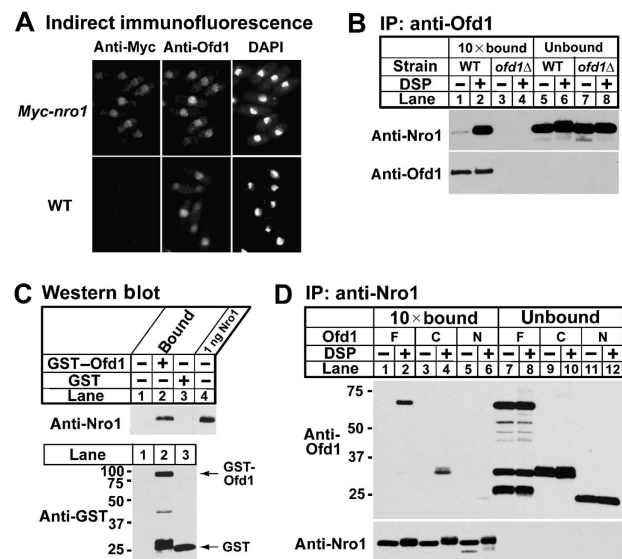 A Indirect immunofluorescence
Anti-Myc Anti-Ofd1 DAPI
Myc-nro1
WT
B IP: anti-Ofd1
10 × bound Unbound
Strain WT ofd1Δ WT ofd1Δ
DSP − + − + − + − +
Lane 1 2 3 4 5 6 7 8
Anti-Nro1
Anti-Ofd1
C Western blot
Bound 1 ng Nro1
GST–Ofd1 − + − −
GST − − + −
Lane 1 2 3 4
Anti-Nro1
Lane 1 2 3
100
75
50
37
25
Anti-GST
GST-Ofd1
GST
D IP: anti-Nro1
10 × bound Unbound
Ofd1 F C N F C N
DSP − + − + − + − + − + − +
Lane 1 2 3 4 5 6 7 8 9 10 11 12
75
50
37
25
Anti-Ofd1
Anti-Nro1